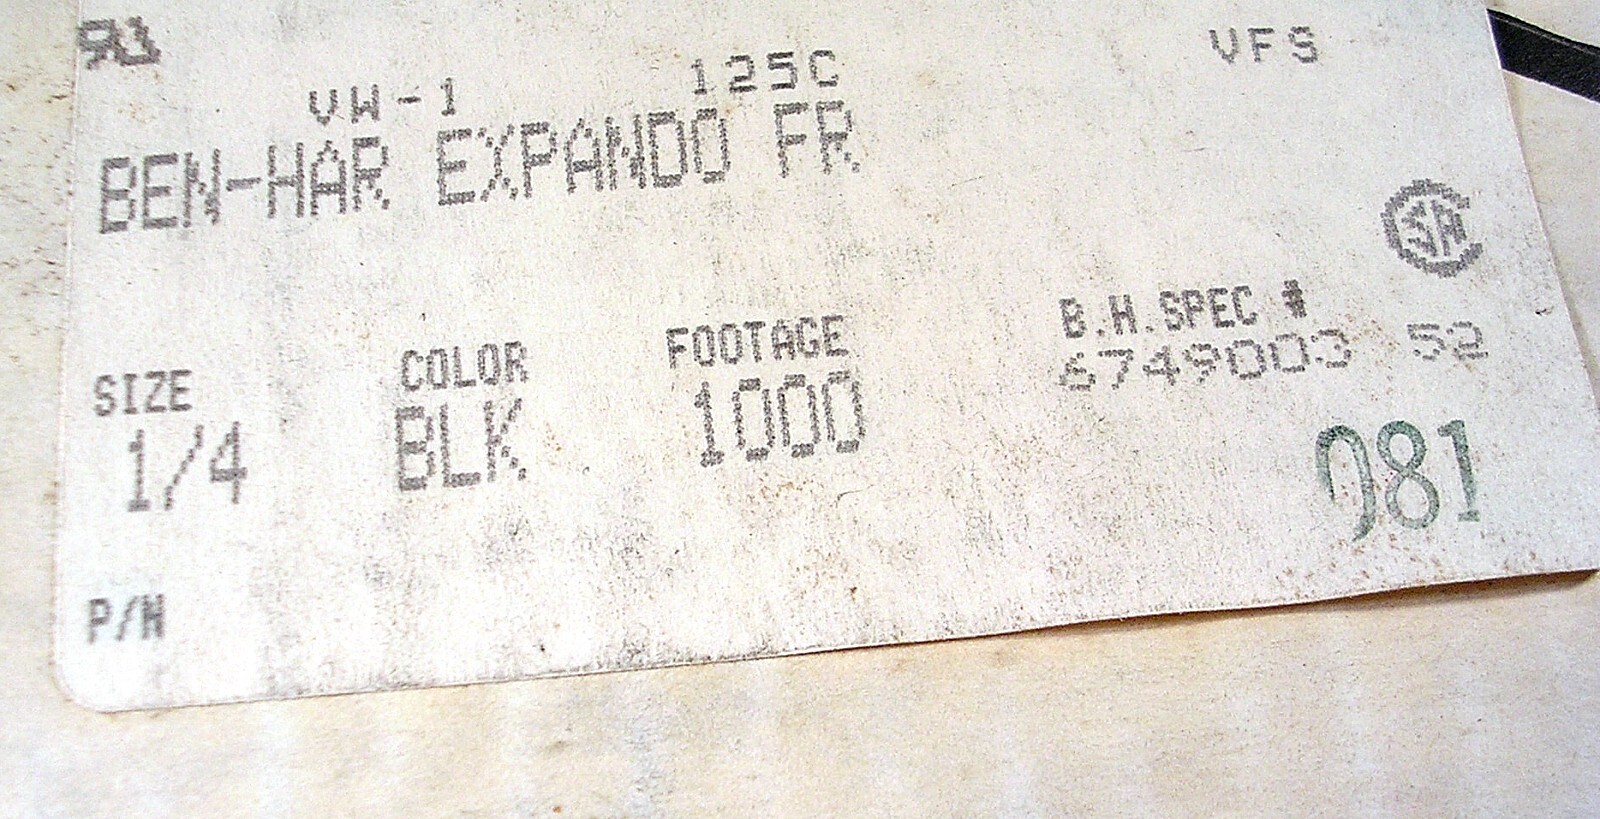 VFS
VW-1 125C
BEN-HAR EXPANDO FR
CSA
SIZE COLOR FOOTAGE B.H.SPEC #
1/4 BLK 1000 6749003 52
081
P/N